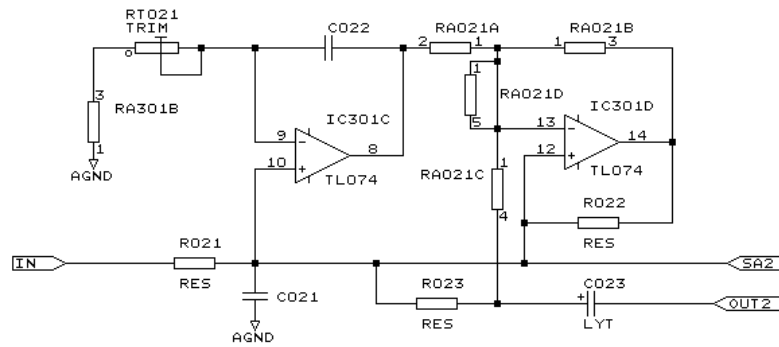 RT021
TRIM
C022
RA021A
2
1
RA021B
1
3
3
RA301B
1
AGND
IC301C
9
8
10
TL074
1
RA021D
5
IC301D
13
14
12
TL074
1
RA021C
4
R022
RES
IN
R021
RES
SA2
C021
AGND
R023
RES
+
C023
LYT
OUT2